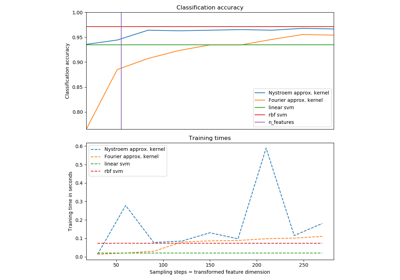 Classification accuracy
1.00
0.95
0.90
0.85
0.80
Classification accuracy
Nystroem approx. kernel
Fourier approx. kernel
linear svm
rbf svm
n_features
Training times
0.6
0.5
0.4
0.3
0.2
0.1
0.0
Training time in seconds
Nystroem approx. kernel
Fourier approx. kernel
linear svm
rbf svm
50
100
150
200
250
Sampling steps = transformed feature dimension